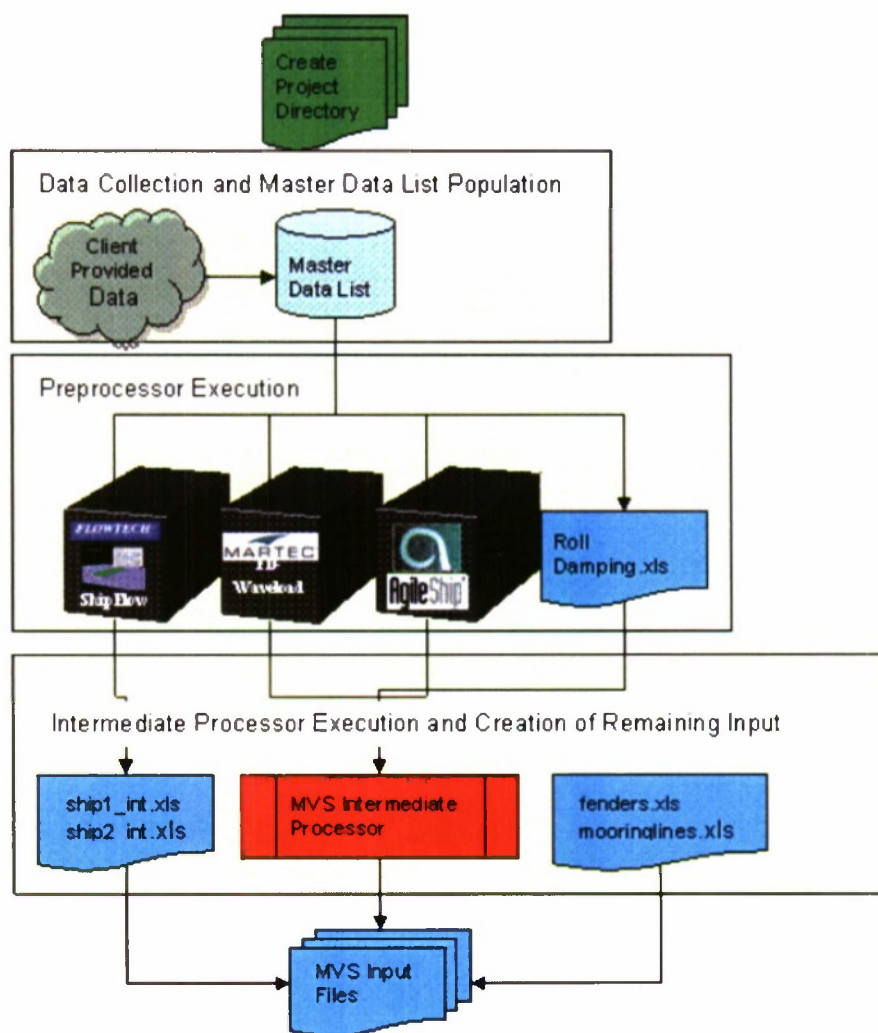 Create
Project
Directory
Data Collection and Master Data List Population
Client
Provided
Data
Master
Data List
Preprocessor Execution
FLOWTECH
Ship Flow
MARTEC
Waveload
AgileShip
Roll
Damping.xls
Intermediate Processor Execution and Creation of Remaining Input
ship1_int.xls
ship2_int.xls
MVS Intermediate
Processor
fenders.xls
mooringlines.xls
MVS Input
Files